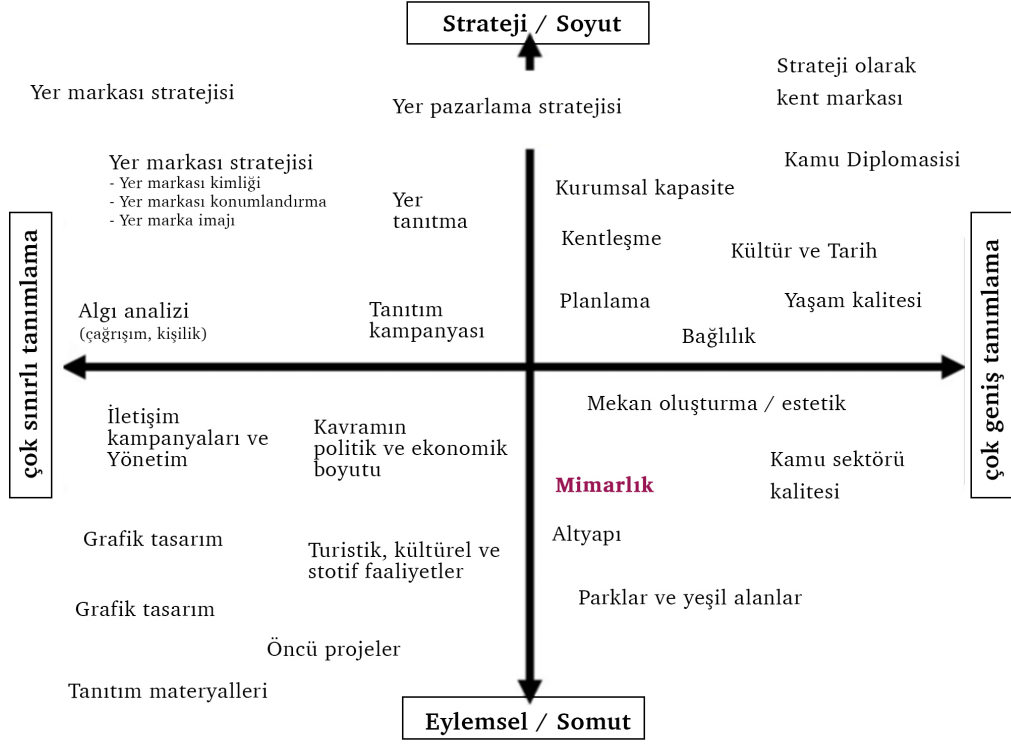 Strateji / Soyut
Yer markası stratejisi
Yer pazarlama stratejisi
Strateji olarak
kent markası
Yer markası stratejisi
- Yer markası kimliği
- Yer markası konumlandırma
- Yer marka imajı
Yer
tanıtma
Kamu Diplomasisi
Kurumsal kapasite
Kentleşme
Kültür ve Tarih
Planlama
Yaşam kalitesi
Bağlılık
Algı analizi
(çağrışım, kişilik)
Tanıtım
kampanyası
çok sınırlı tanımlama
çok geniş tanımlama
İletişim
kampanyaları ve
Yönetim
Kavramın
politik ve ekonomik
boyutu
Mekan oluşturma / estetik
Mimarlık
Kamu sektörü
kalitesi
Altyapı
Grafik tasarım
Turistik, kültürel ve
stotif faaliyetler
Parklar ve yeşil alanlar
Grafik tasarım
Öncü projeler
Tanıtım materyalleri
Eylemsel / Somut